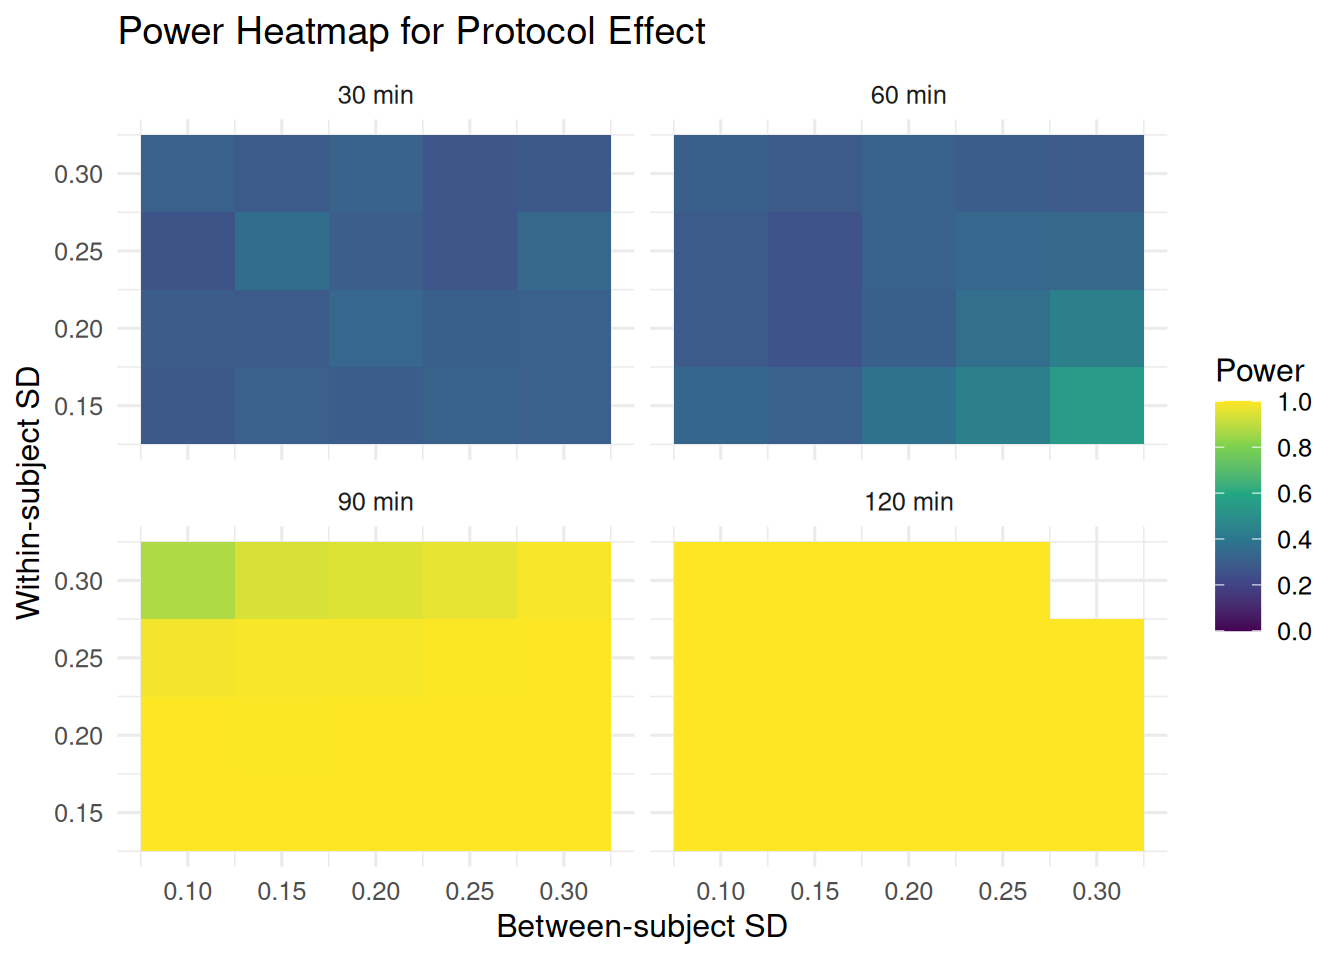 Power Heatmap for Protocol Effect
30 min
60 min
0.30
0.25
0.20
0.15
90 min
120 min
0.30
0.25
0.20
0.15
0.10 0.15 0.20 0.25 0.30
0.10 0.15 0.20 0.25 0.30
Between-subject SD
Within-subject SD
Power
1.0
0.8
0.6
0.4
0.2
0.0